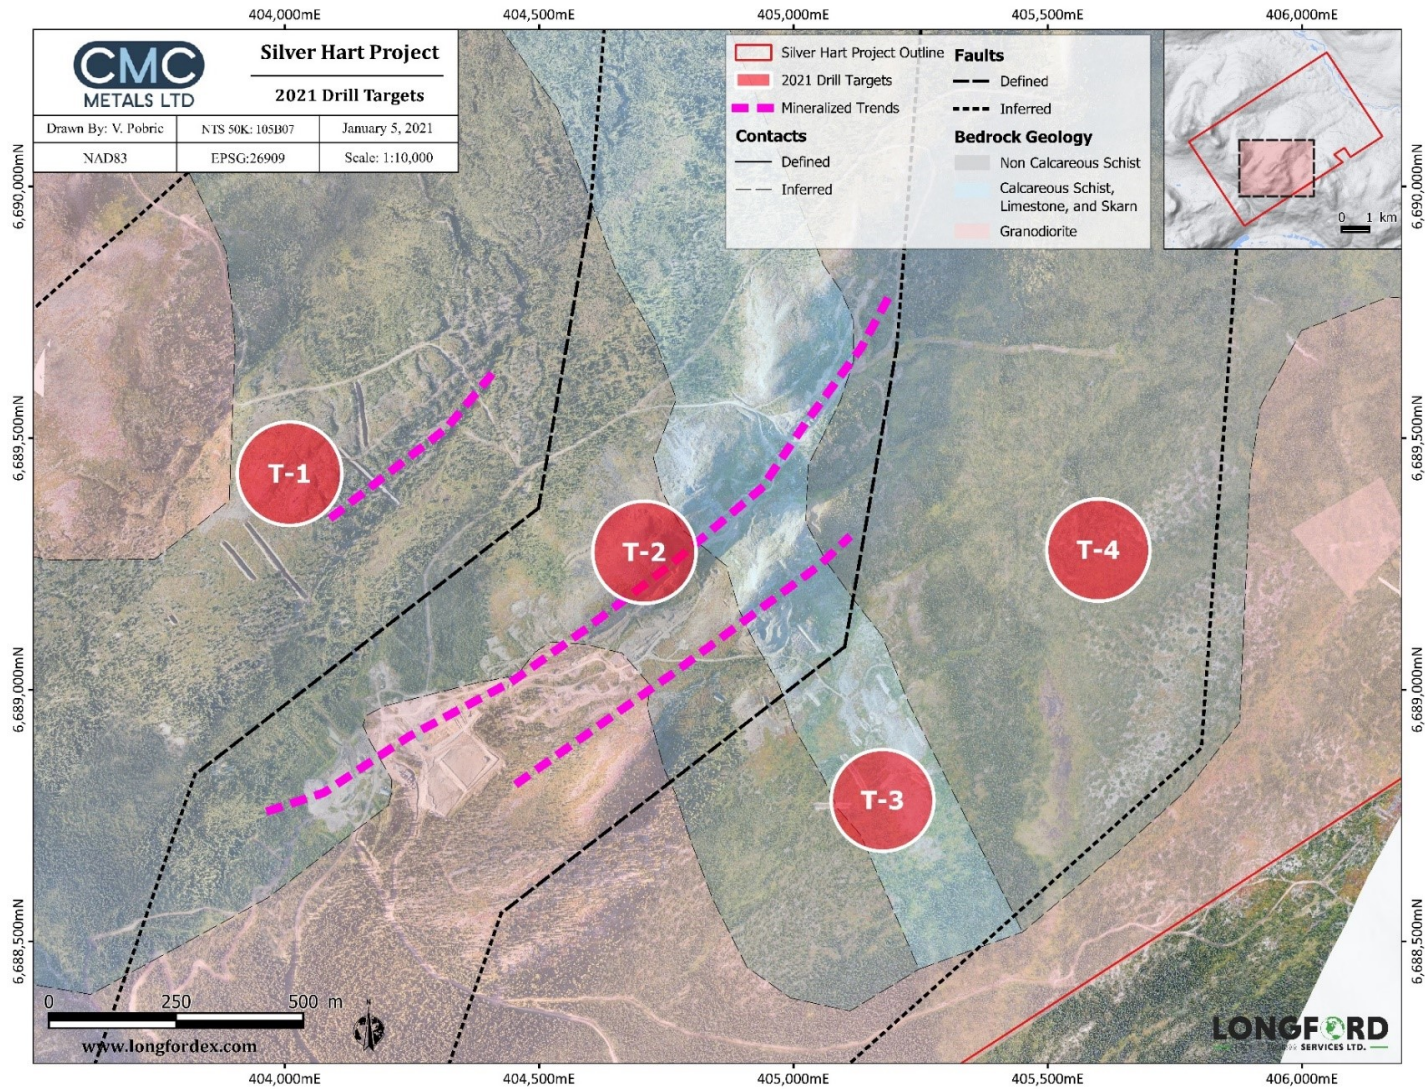 404,000mE
404,500mE
405,000mE
405,500mE
406,000mE
CMC
METALS LTD
Silver Hart Project
2021 Drill Targets
Drawn By: V. Pobric
NTS 50K: 105B07
January 5, 2021
NAD83
EPSG:26909
Scale: 1:10,000
Silver Hart Project Outline
2021 Drill Targets
Mineralized Trends
Contacts
Defined
Inferred
Faults
Defined
Inferred
Bedrock Geology
Non Calcareous Schist
Calcareous Schist,
Limestone, and Skarn
Granodiorite
0 1 km
6,690,000mN
6,690,000mN
6,689,500mN
6,689,500mN
T-1
T-2
T-4
6,689,000mN
6,689,000mN
T-3
6,688,500mN
6,688,500mN
0 250 500 m
www.longfordex.com
LONGFORD
SERVICES LTD.
404,000mE
404,500mE
405,000mE
405,500mE
406,000mE